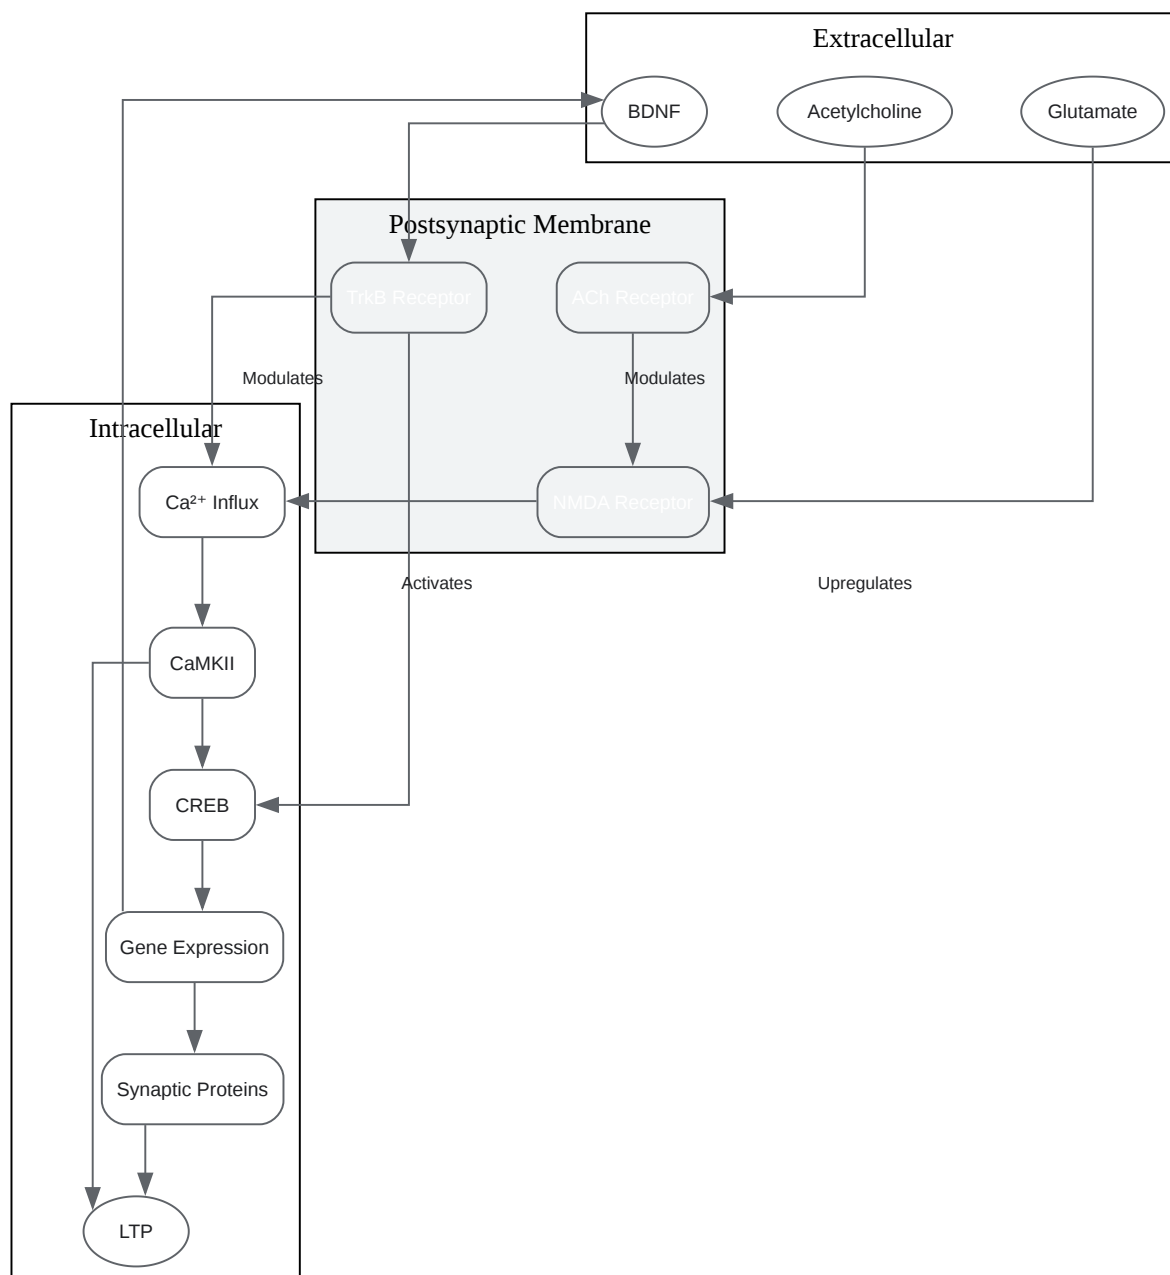 Extracellular
BDNF
Acetylcholine
Glutamate
Postsynaptic Membrane
TrkB Receptor
ACh Receptor
Modulates
Modulates
Intracellular
Ca²⁺ Influx
NMDA Receptor
Activates
Upregulates
CaMKII
CREB
Gene Expression
Synaptic Proteins
LTP